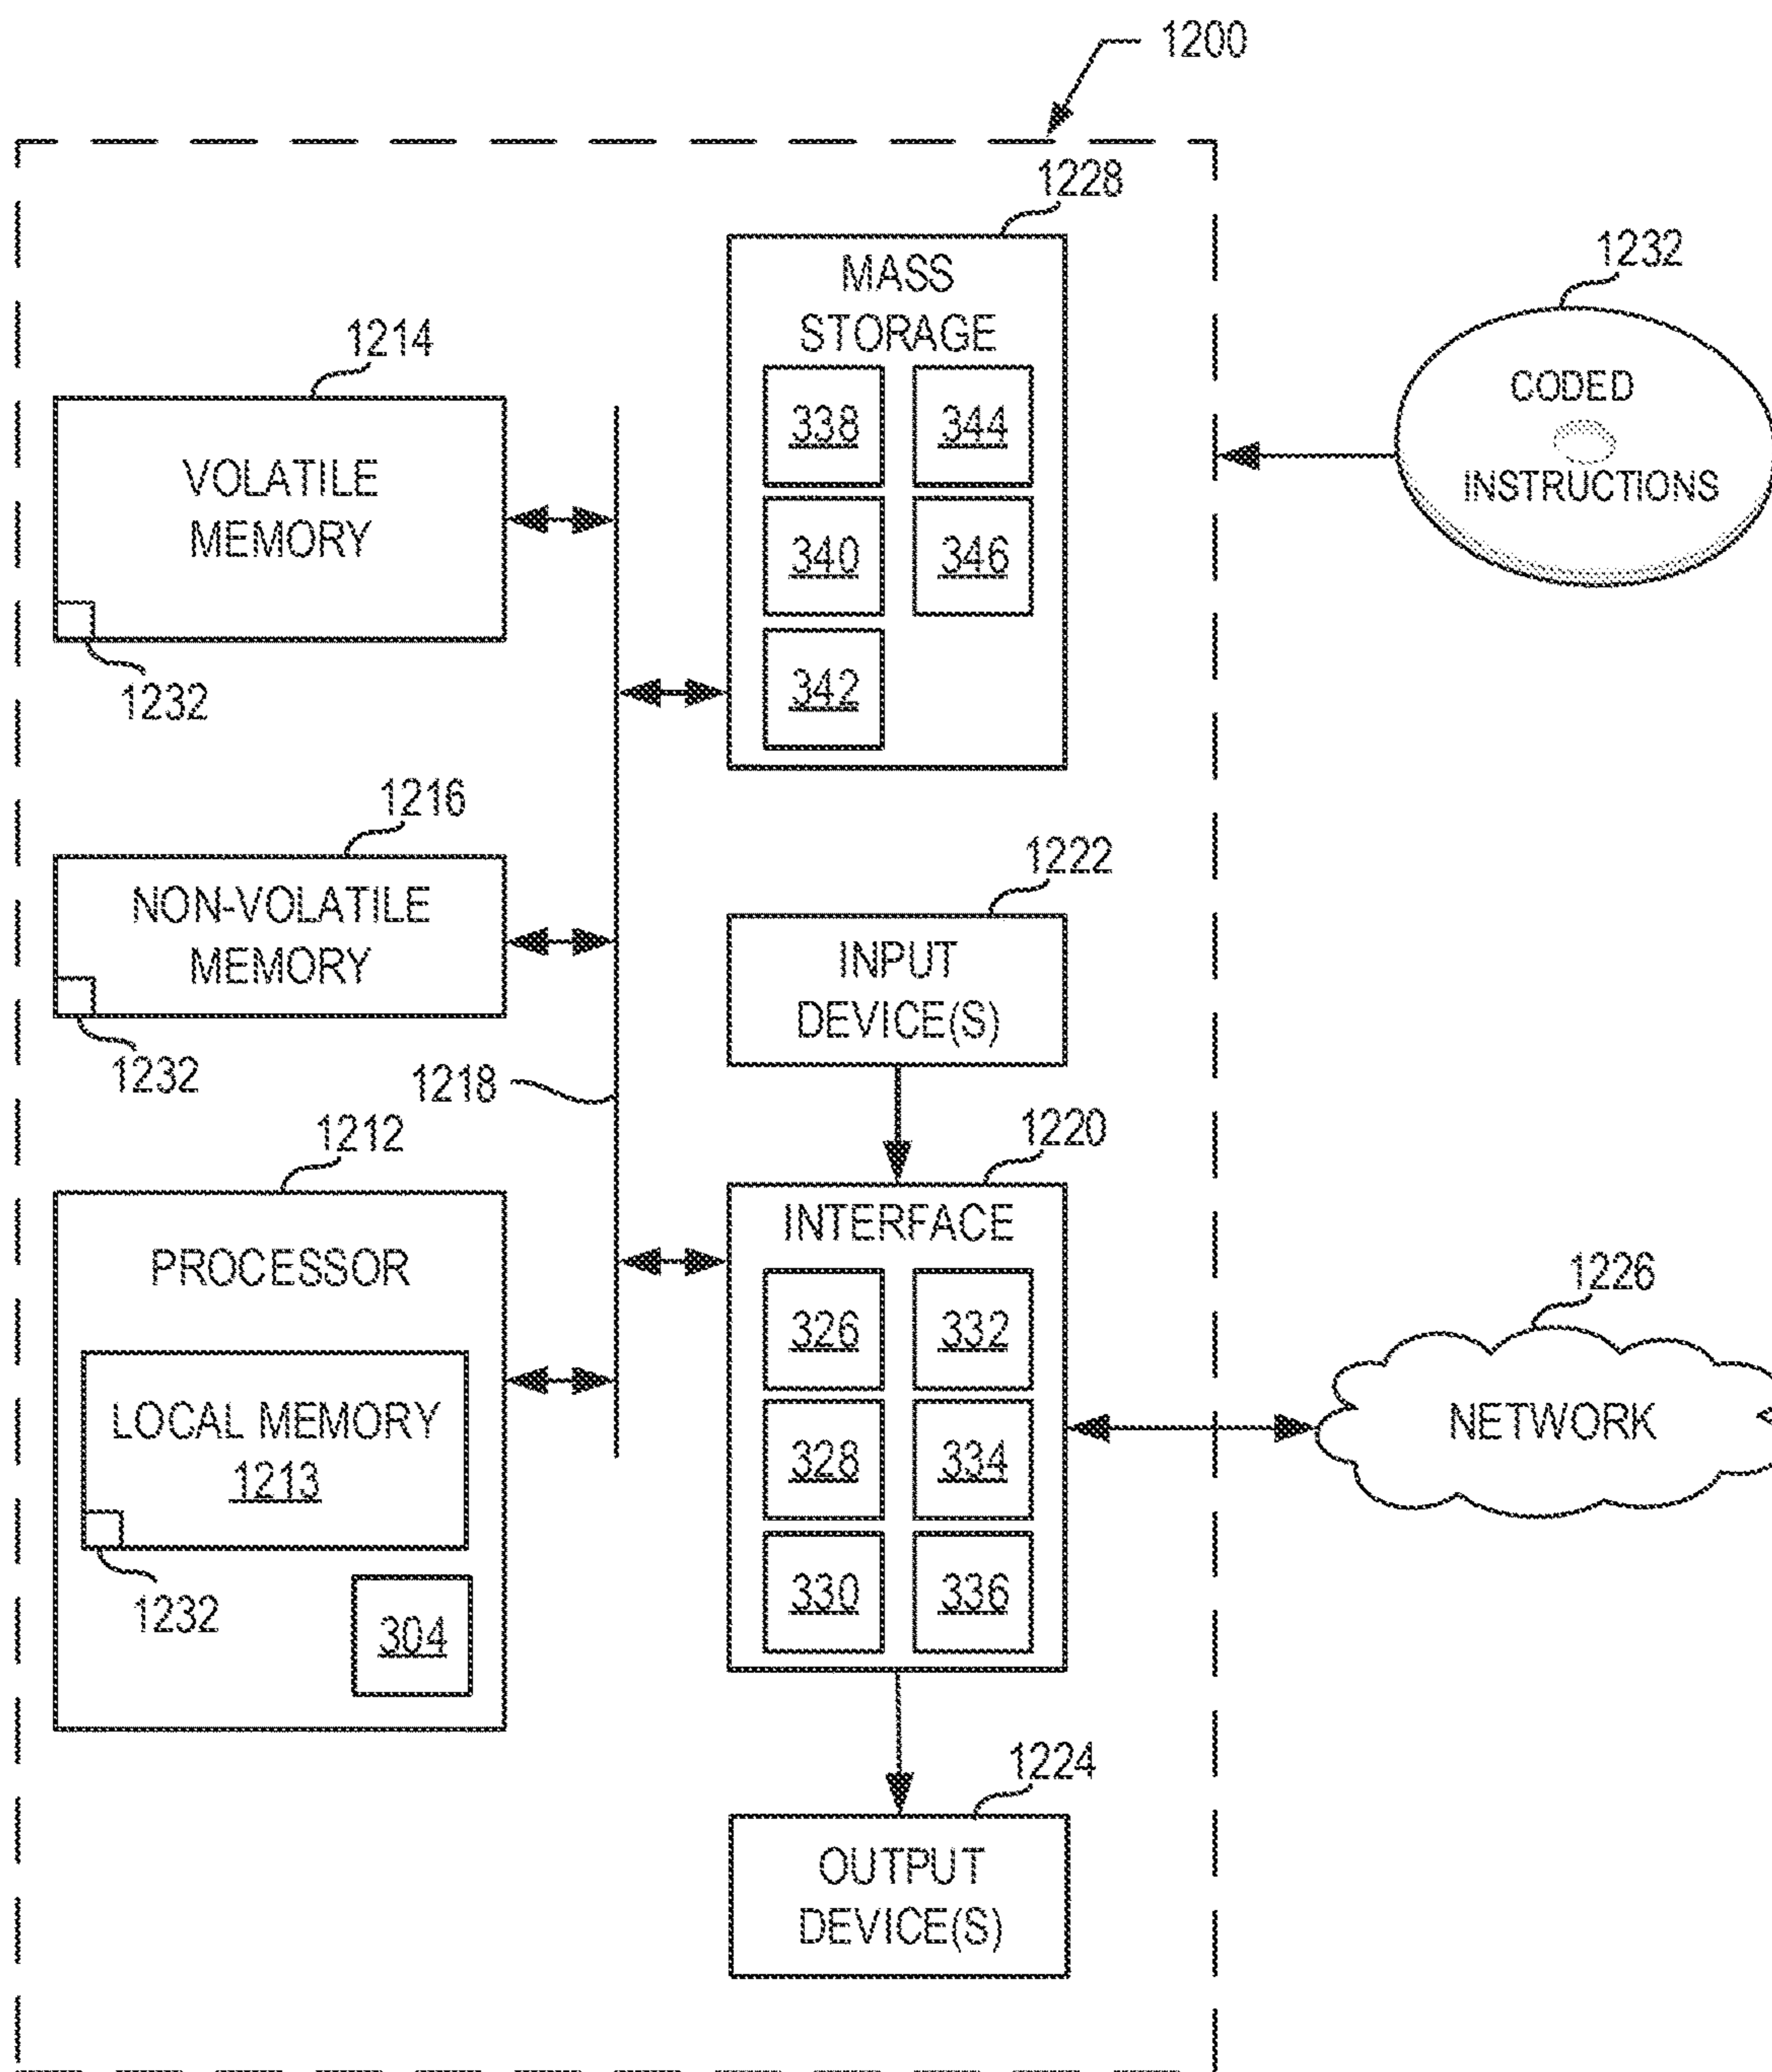 1200
1228
MASS
STORAGE
338 344
340 346
342
1232
CODED
INSTRUCTIONS
1214
VOLATILE
MEMORY
1232
1216
NON-VOLATILE
MEMORY
1232
1218
1222
INPUT
DEVICE(S)
1212
PROCESSOR
LOCAL MEMORY
1213
1232
304
1220
INTERFACE
326 332
328 334
330 336
1226
NETWORK
1224
OUTPUT
DEVICE(S)